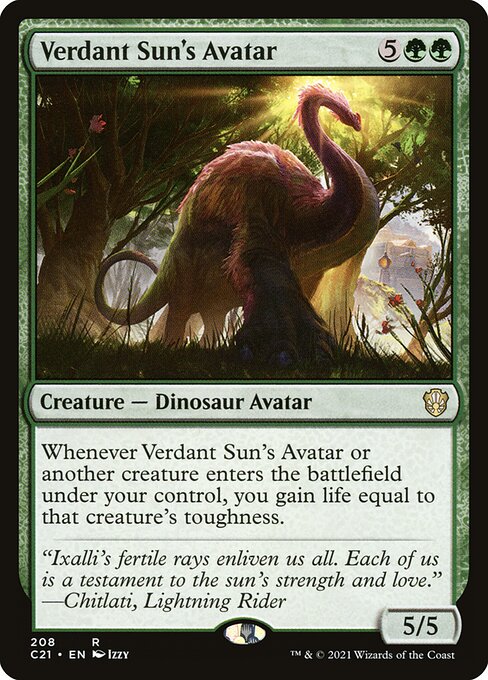 Verdant Sun's Avatar 5
Creature — Dinosaur Avatar
Whenever Verdant Sun's Avatar or
another creature enters the battlefield
under your control, you gain life equal to
that creature's toughness.
“Ixalli's fertile rays enliven us all. Each of us
is a testament to the sun's strength and love.”
—Chitlati, Lightning Rider
5/5
208 R
C21 • EN Izzy
™ & © 2021 Wizards of the Coast